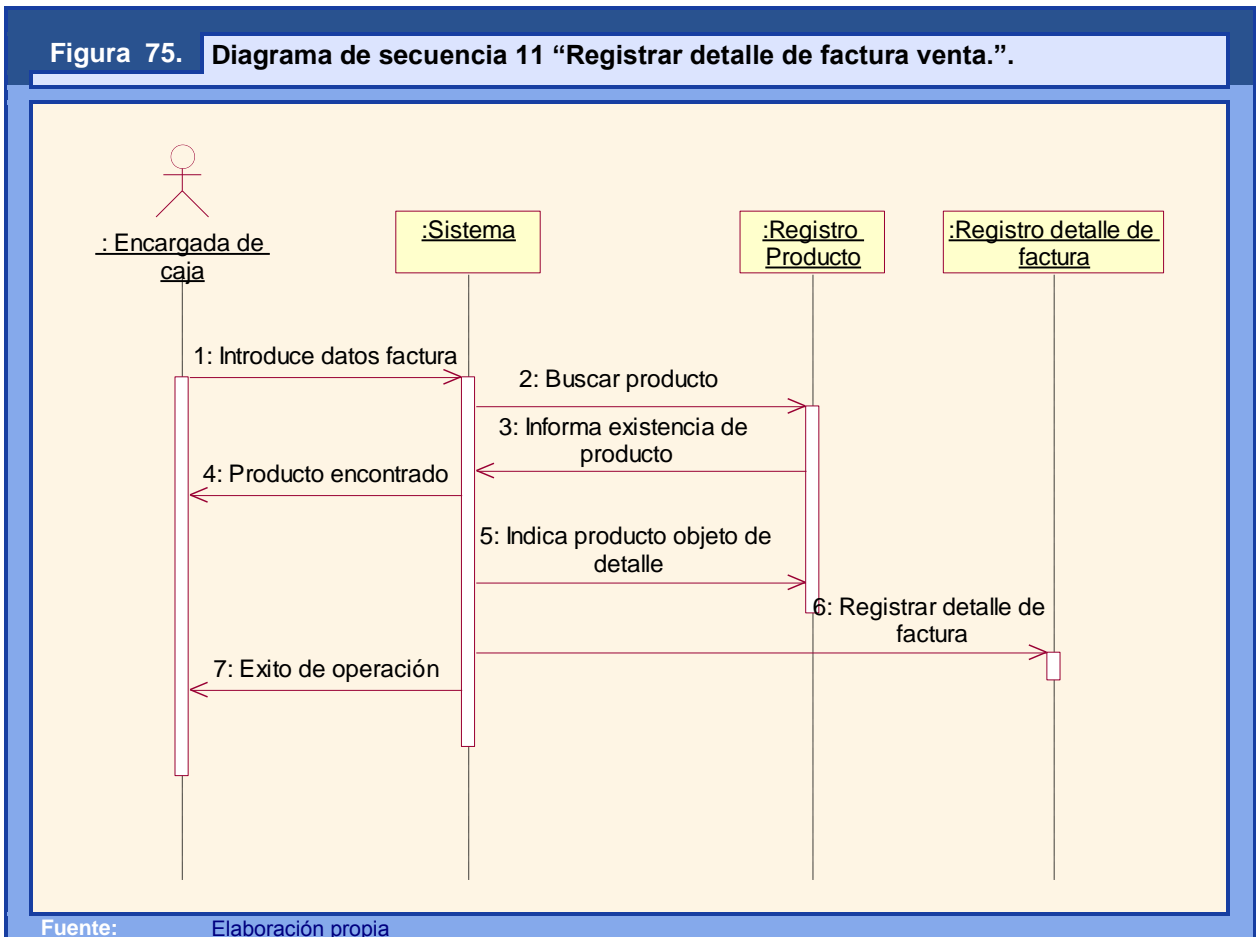 Figura 75. Diagrama de secuencia 11 “Registrar detalle de factura venta.”.
: Encargada de
caja
:Sistema
:Registro
Producto
:Registro detalle de
factura
1: Introduce datos factura
2: Buscar producto
3: Informa existencia de
producto
4: Producto encontrado
5: Indica producto objeto de
detalle
6: Registrar detalle de
factura
7: Exito de operación
Fuente: Elaboración propia